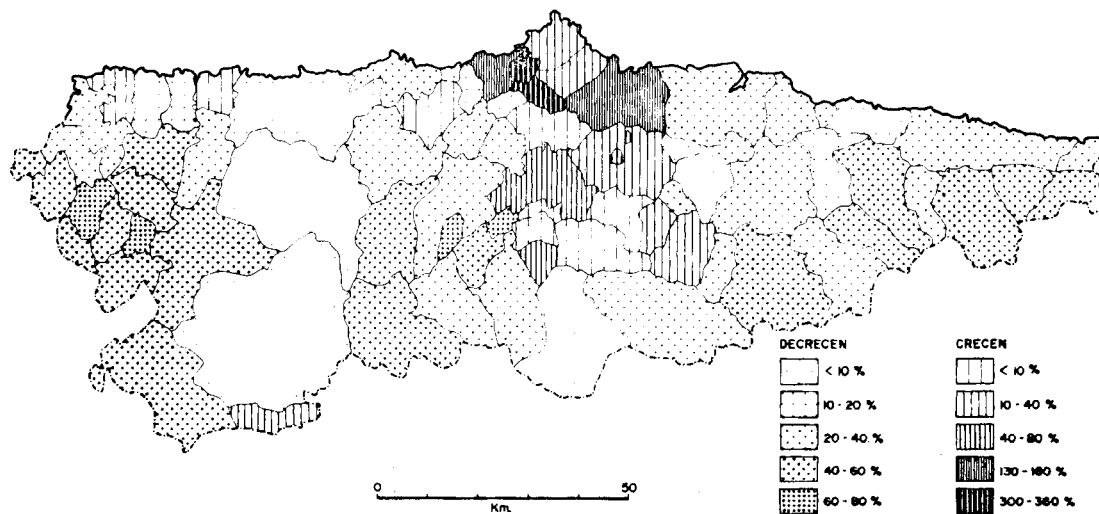 DECRECEN
< 10 %
10 - 20 %
20 - 40 %
40 - 60 %
60 - 80 %
CRECEN
< 10 %
10 - 40 %
40 - 80 %
130 - 180 %
300 - 360 %
0 50
Km.